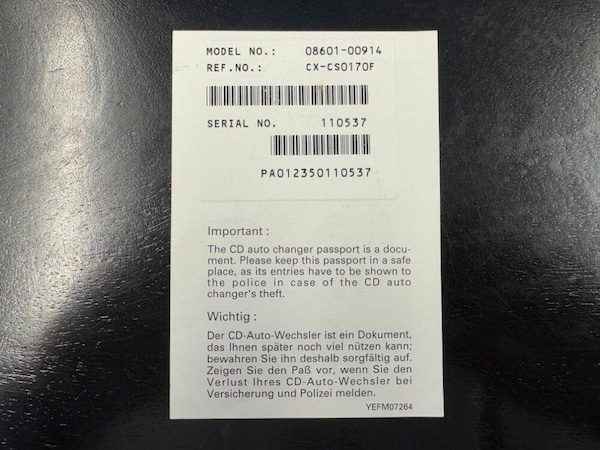 MODEL NO.: 08601-00914
REF.NO.: CX-CS0170F
SERIAL NO. 110537
PA012350110537
Important :
The CD auto changer passport is a docu-
ment. Please keep this passport in a safe
place, as its entries have to be shown to
the police in case of the CD auto
changer's theft.
Wichtig :
Der CD-Auto-Wechsler ist ein Dokument,
das Ihnen später noch viel nützen kann;
bewahren Sie ihn deshalb sorgfältig auf.
Zeigen Sie den Paß vor, wenn Sie den
Verlust Ihres CD-Auto-Wechsler bei
Versicherung und Polizei melden.
YEFM07264